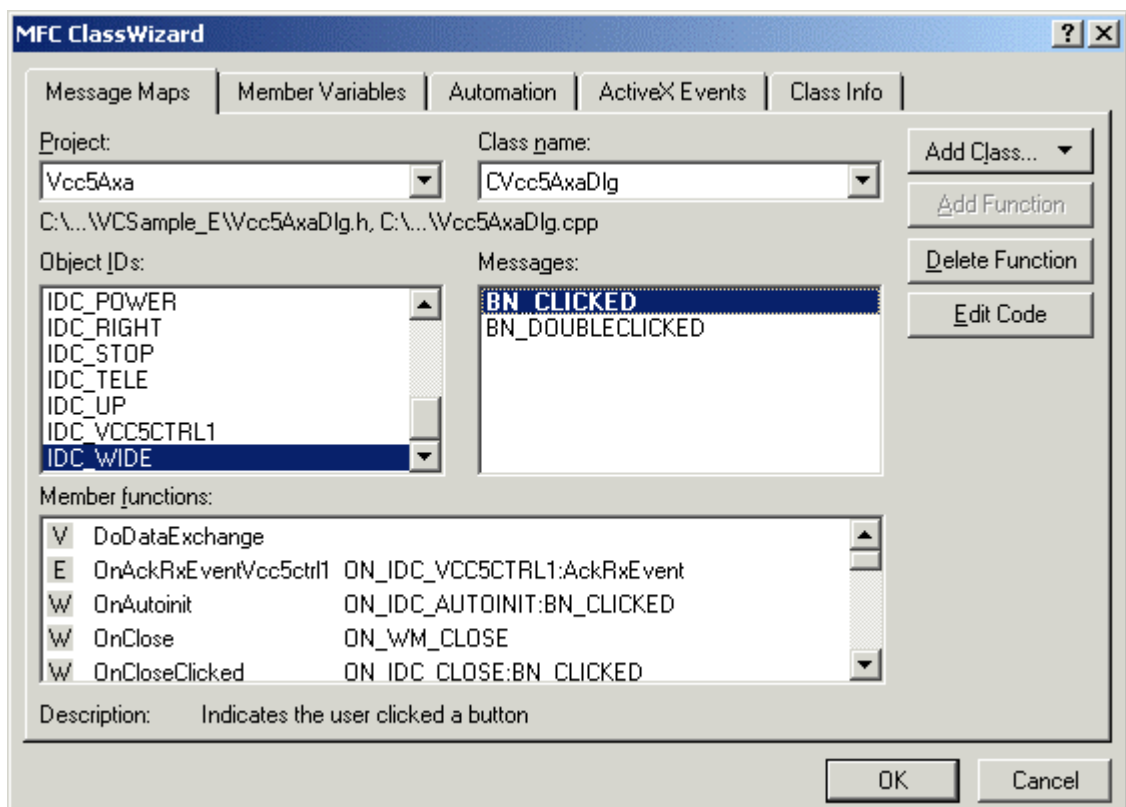 MFC ClassWizard
Message Maps Member Variables Automation ActiveX Events Class Info
Project: Class name:
Vcc5Axa CVcc5AxaDlg
Add Class...
C:\...\VCSample_E\Vcc5AxaDlg.h, C:\...\Vcc5AxaDlg.cpp
Add Function
Object IDs: Messages:
Delete Function
IDC_POWER BN_CLICKED
IDC_RIGHT BN_DOUBLECLICKED
Edit Code
IDC_STOP
IDC_TELE
IDC_UP
IDC_VCC5CTRL1
IDC_WIDE
Member functions:
V DoDataExchange
E OnAckRxEventVcc5ctrl1 ON_IDC_VCC5CTRL1:AckRxEvent
W OnAutoinit ON_IDC_AUTOINIT:BN_CLICKED
W OnClose ON_WM_CLOSE
W OnCloseClicked ON_IDC_CLOSE:BN_CLICKED
Description: Indicates the user clicked a button
OK Cancel